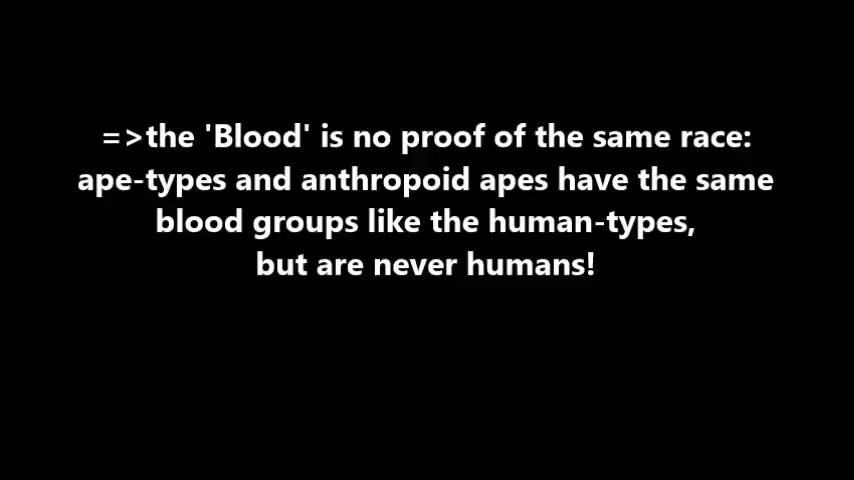 =>the 'Blood' is no proof of the same race:
ape-types and anthropoid apes have the same
blood groups like the human-types,
but are never humans!